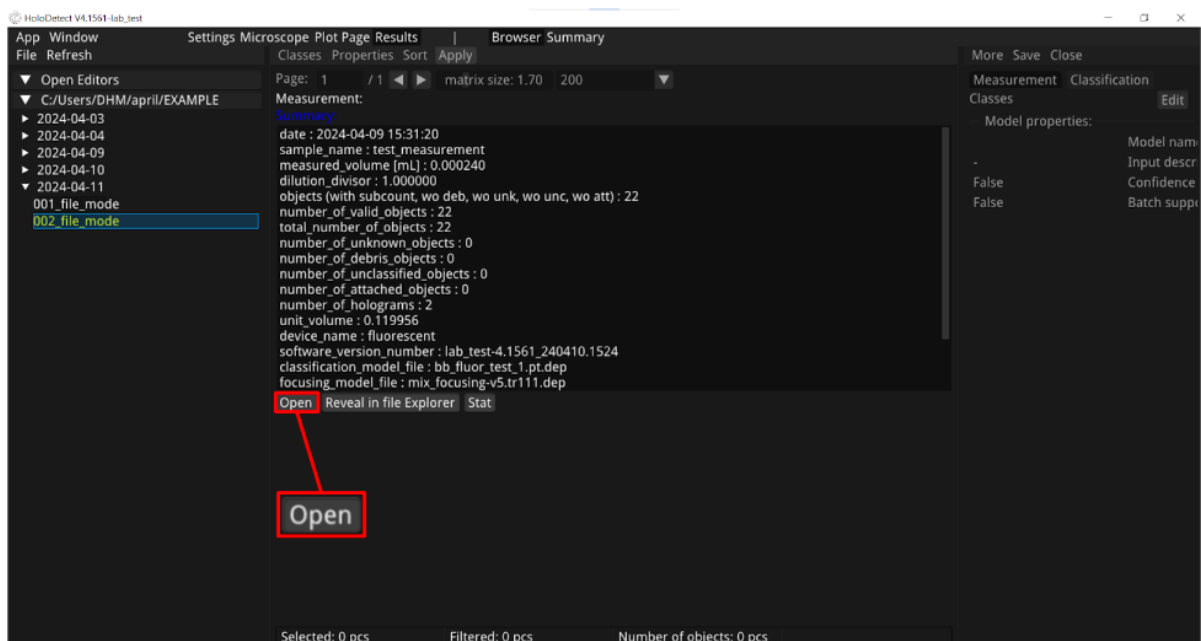 HoloDetect V4.1561-lab_test
App Window Settings Microscope Plot Page Results | Browser Summary
File Refresh
▼ Open Editors
▼ C:/Users/DHM/april/EXAMPLE
► 2024-04-03
► 2024-04-04
► 2024-04-09
► 2024-04-10
▼ 2024-04-11
001_file_mode
002_file_mode
Classes Properties Sort Apply
Page: 1 / 1 ◄ ► matrix size: 1.70 200 ▼
Measurement:
Summary:
date : 2024-04-09 15:31:20
sample_name : test_measurement
measured_volume [mL] : 0.000240
dilution_divisor : 1.000000
objects (with subcount, wo deb, wo unk, wo unc, wo att) : 22
number_of_valid_objects : 22
total_number_of_objects : 22
number_of_unknown_objects : 0
number_of_debris_objects : 0
number_of_unclassified_objects : 0
number_of_attached_objects : 0
number_of_holograms : 2
unit_volume : 0.119956
device_name : fluorescent
software_version_number : lab_test-4.1561_240410.1524
classification_model_file : bb_fluor_test_1.pt.dep
focusing_model_file : mix_focusing-v5.tr111.dep
Open Reveal in file Explorer Stat
Open
Selected: 0 pcs Filtered: 0 pcs Number of objects: 0 pcs
More Save Close
Measurement Classification
Classes Edit
Model properties:
Model nam
- Input descr
False Confidence
False Batch supp